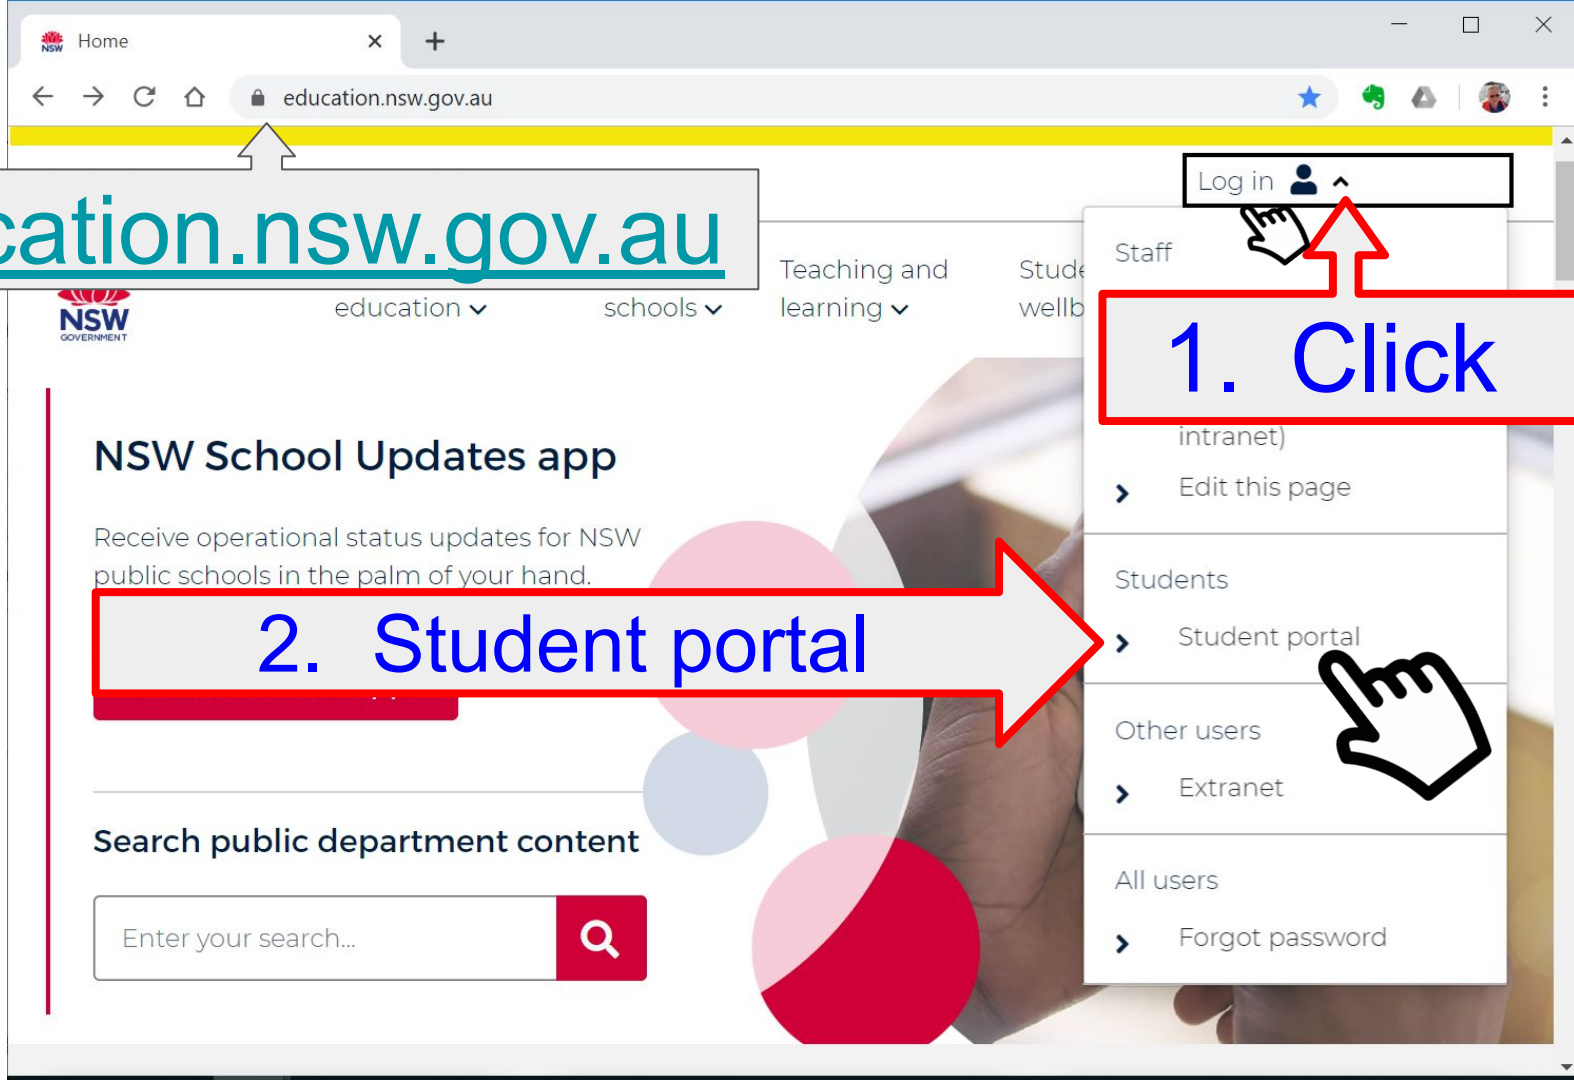 NSW Home
education.nsw.gov.au
Log in
cation.nsw.gov.au
Staff
NSW
GOVERNMENT
education
schools
Teaching and
learning
1. Click
intranet)
Edit this page
NSW School Updates app
Receive operational status updates for NSW
public schools in the palm of your hand.
Students
2. Student portal
Student portal
Other users
Extranet
Search public department content
All users
Enter your search...
Forgot password